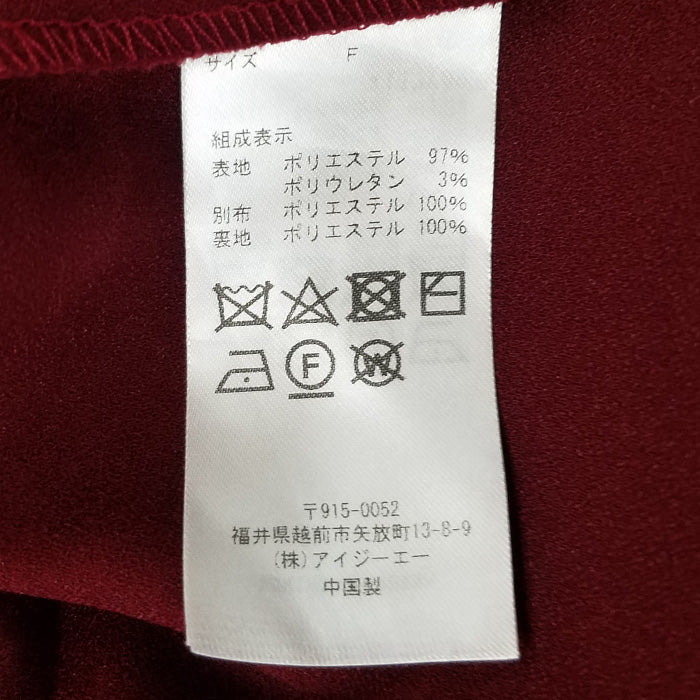 サイズ F
組成表示
表地 ポリエステル 97%
ポリウレタン 3%
別布 ポリエステル 100%
裏地 ポリエステル 100%
F W
〒915-0052
福井県越前市矢放町13-8-9
(株)アイジーエー
中国製